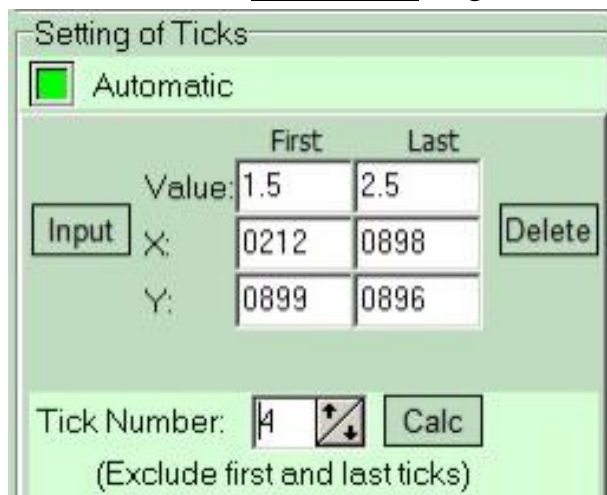 Setting of Ticks
Automatic
First Last
Value: 1.5 2.5
Input X: 0212 0898 Delete
Y: 0899 0896
Tick Number: 4 Calc
(Exclude first and last ticks)